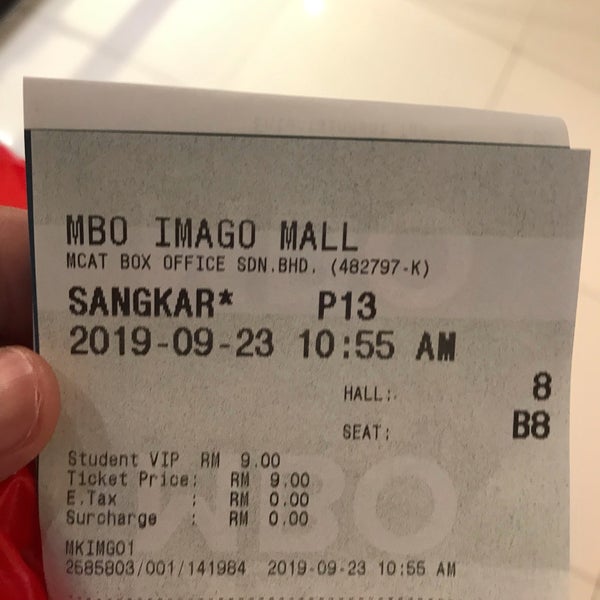 MBO IMAGO MALL
MCAT BOX OFFICE SDN.BHD. (482797-K)
SANGKAR* P13
2019-09-23 10:55 AM
HALL: 8
SEAT: B8
Student VIP RM 9.00
Ticket Price: RM 9.00
E.Tax : RM 0.00
Surcharge : RM 0.00
MKIMGO1
2585803/001/141984 2019-09-23 10:55 AM
MBO